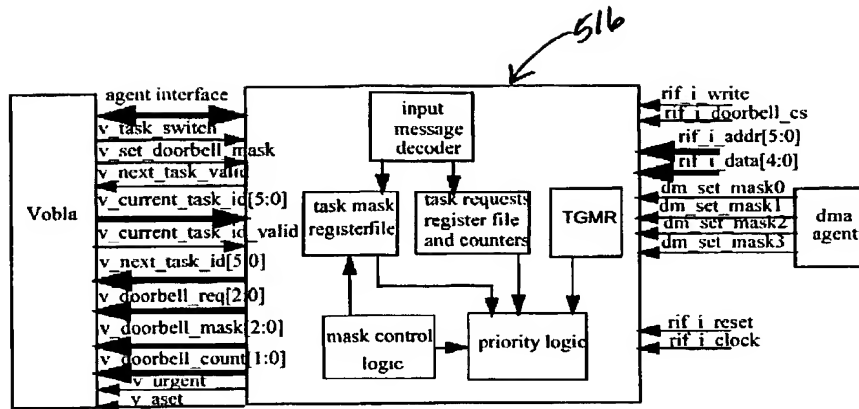 516
Vobla
agent interface
v_task_switch
v_set_doorbell_mask
v_next_task_valid
v_current_task_id[5:0]
v_current_task_id_valid
v_next_task_id[5:0]
v_doorbell_req[2:0]
v_doorbell_mask[2:0]
v_doorbell_count[1:0]
v_urgent
v_aset
input
message
decoder
task mask
registerfile
task requests
register file
and counters
TGMR
mask control
logic
priority logic
rif_i_write
rif_i_doorbell_cs
rif_i_addr[5:0]
rif_i_data[4:0]
dm_set_mask0
dm_set_mask1
dm_set_mask2
dm_set_mask3
dma
agent
rif_i_reset
rif_i_clock